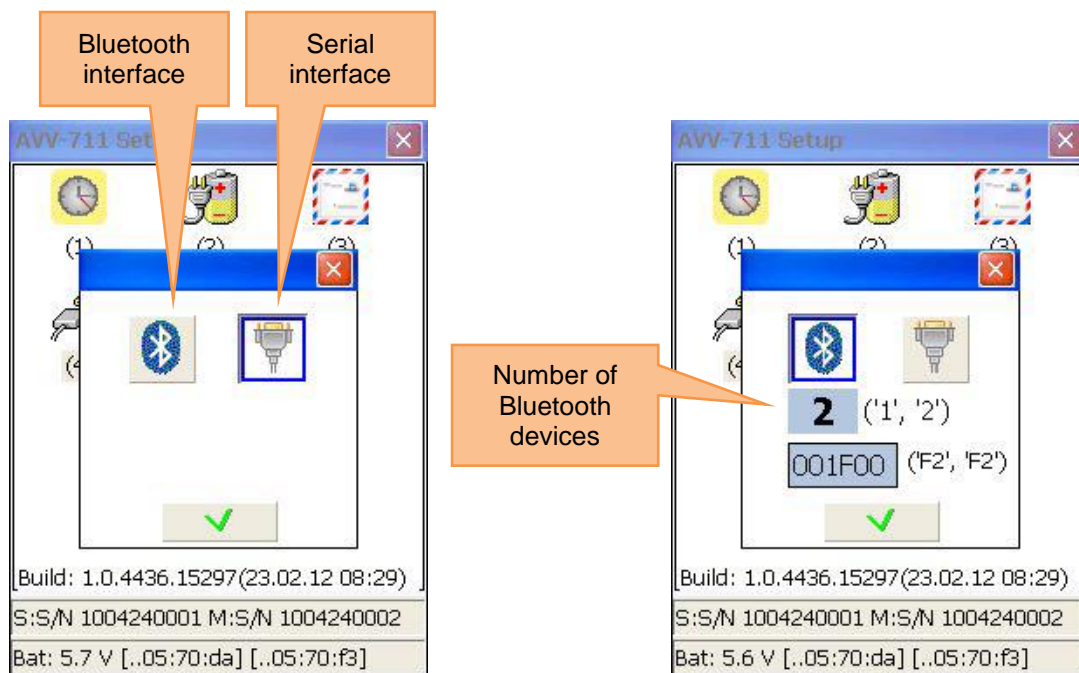 Bluetooth
interface
Serial
interface
AVV-711 Set
(1)
(2)
(3)
(4
Build: 1.0.4436.15297(23.02.12 08:29)
S:S/N 1004240001 M:S/N 1004240002
Bat: 5.7 V [..05:70:da] [..05:70:f3]
Number of
Bluetooth
devices
AVV-711 Setup
(1)
(2)
(3)
(4
2 ('1', '2')
001F00 ('F2', 'F2')
Build: 1.0.4436.15297(23.02.12 08:29)
S:S/N 1004240001 M:S/N 1004240002
Bat: 5.6 V [..05:70:da] [..05:70:f3]